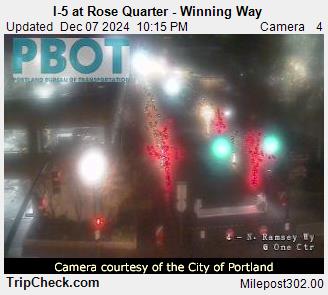 I-5 at Rose Quarter - Winning Way
Updated Dec 07 2024 10:15 PM Camera 4
PBOT
PORTLAND BUREAU OF TRANSPORTATION
4 - N. Ramsey Wy
@ One Ctr
Camera courtesy of the City of Portland
TripCheck.com Milepost302.00